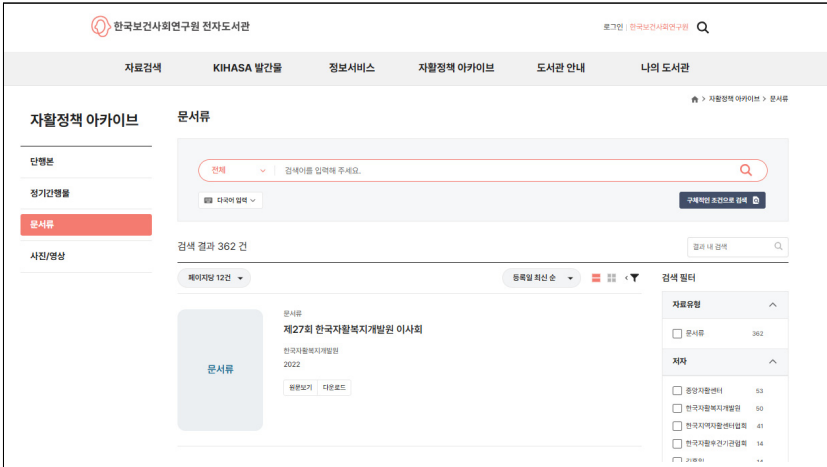 한국보건사회연구원 전자도서관
로그인 | 한국보건사회연구원
자료검색 KIHASA 발간물 정보서비스 자활정책 아카이브 도서관 안내 나의 도서관
> 자활정책 아카이브 > 문서류
자활정책 아카이브
단행본
정기간행물
문서류
사진/영상
문서류
전체 검색어를 입력해 주세요.
다국어 입력
구체적인 조건으로 검색
검색 결과 362 건
결과 내 검색
페이지당 12건
등록일 최신 순
문서류
문서류
제27회 한국자활복지개발원 이사회
한국자활복지개발원
2022
원문보기 다운로드
검색 필터
자료유형
문서류 362
저자
중앙자활센터 53
한국자활복지개발원 50
한국지역자활센터협회 41
한국자활후견기관협회 14